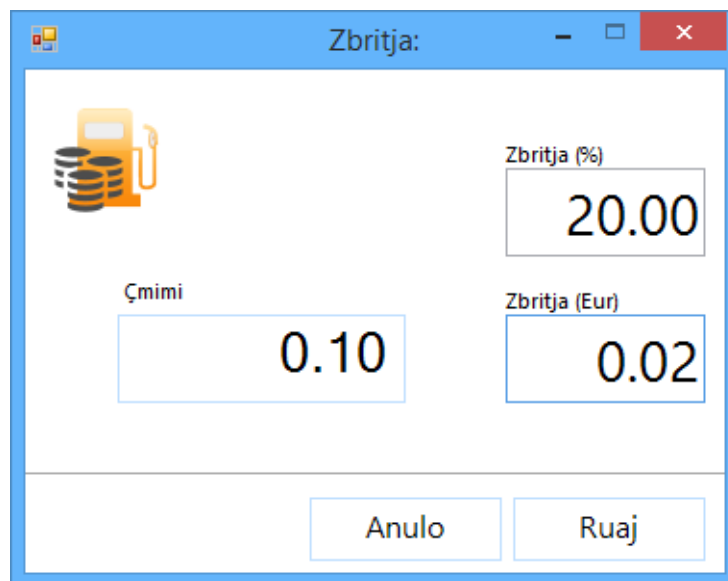 Zbritja:
Zbritja (%)
20.00
Çmimi
Zbritja (Eur)
0.10
0.02
Anulo
Ruaj